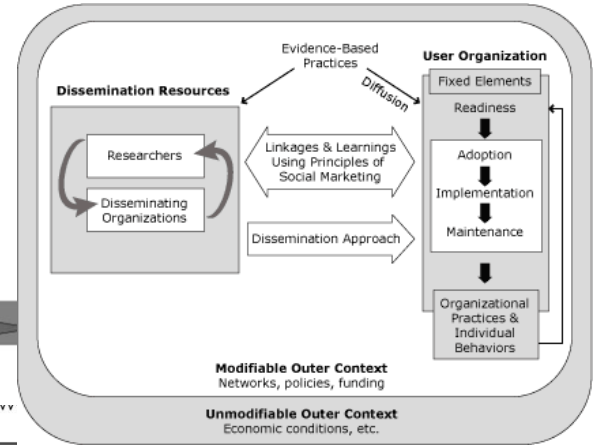 Evidence-Based
Practices
Diffusion
User Organization
Fixed Elements
Readiness
Adoption
Implementation
Maintenance
Organizational
Practices &
Individual
Behaviors
Dissemination Resources
Researchers
Disseminating
Organizations
Linkages & Learnings
Using Principles of
Social Marketing
Dissemination Approach
Modifiable Outer Context
Networks, policies, funding
Unmodifiable Outer Context
Economic conditions, etc.